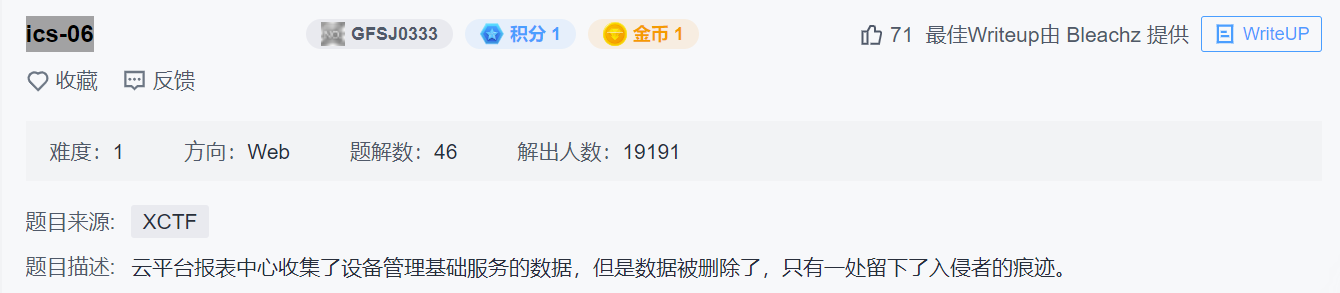 ics-06 GFSJ0333 积分 1 金币 1 71 最佳Writeup由 Bleachz 提供 WriteUP
收藏 反馈
难度：1 方向：Web 题解数：46 解出人数：19191
题目来源: XCTF
题目描述: 云平台报表中心收集了设备管理基础服务的数据，但是数据被删除了，只有一处留下了入侵者的痕迹。